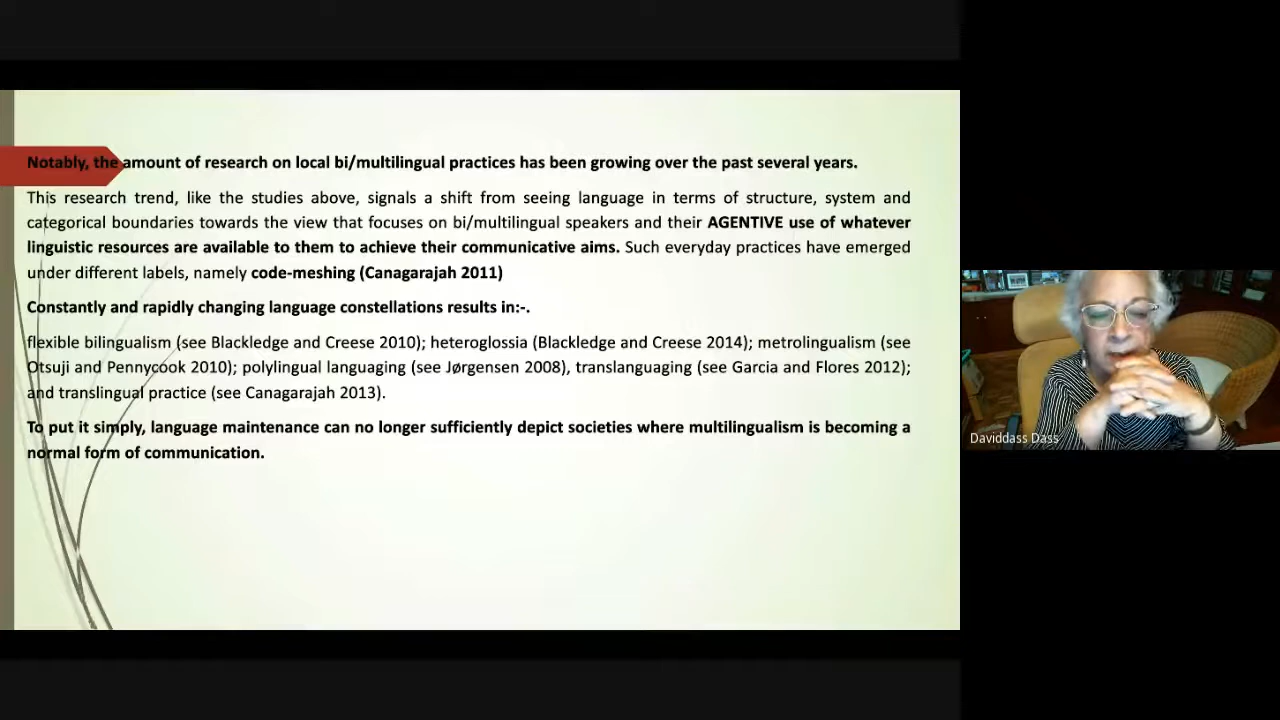 Notably, the amount of research on local bi/multilingual practices has been growing over the past several years.
This research trend, like the studies above, signals a shift from seeing language in terms of structure, system and
categorical boundaries towards the view that focuses on bi/multilingual speakers and their AGENTIVE use of whatever
linguistic resources are available to them to achieve their communicative aims. Such everyday practices have emerged
under different labels, namely code-meshing (Canagarajah 2011)
Constantly and rapidly changing language constellations results in:-.
flexible bilingualism (see Blackledge and Creese 2010); heteroglossia (Blackledge and Creese 2014); metrolingualism (see
Otsuji and Pennycook 2010); polylingual languaging (see Jørgensen 2008), translanguaging (see Garcia and Flores 2012);
and translingual practice (see Canagarajah 2013).
To put it simply, language maintenance can no longer sufficiently depict societies where multilingualism is becoming a
normal form of communication.
Daviddass Dass